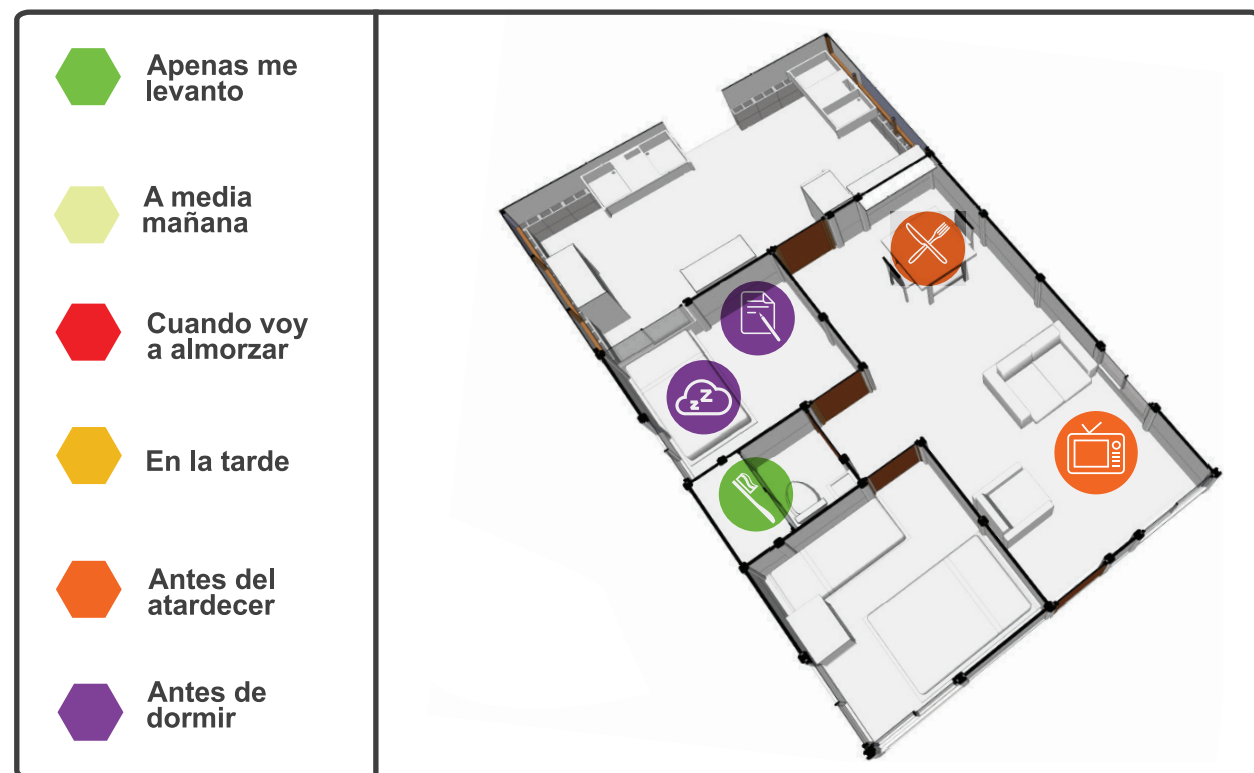 Apenas me
levanto
A media
mañana
Cuando voy
a almorzar
En la tarde
Antes del
atardecer
Antes de
dormir
z
Z